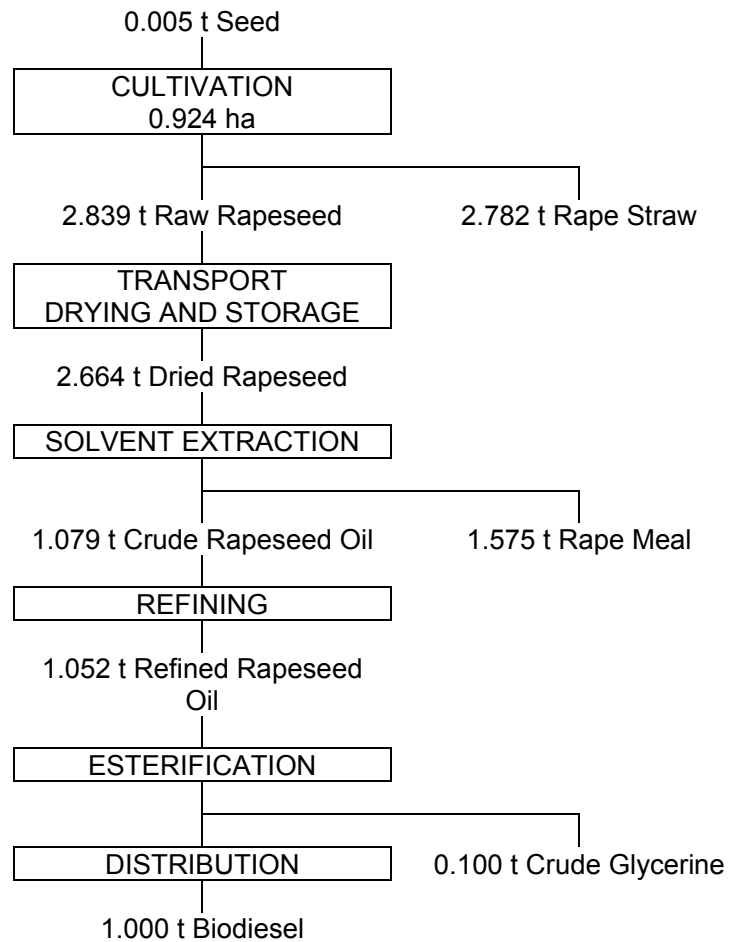 0.005 t Seed
CULTIVATION
0.924 ha
2.839 t Raw Rapeseed
2.782 t Rape Straw
TRANSPORT
DRYING AND STORAGE
2.664 t Dried Rapeseed
SOLVENT EXTRACTION
1.079 t Crude Rapeseed Oil
1.575 t Rape Meal
REFINING
1.052 t Refined Rapeseed
Oil
ESTERIFICATION
DISTRIBUTION
0.100 t Crude Glycerine
1.000 t Biodiesel